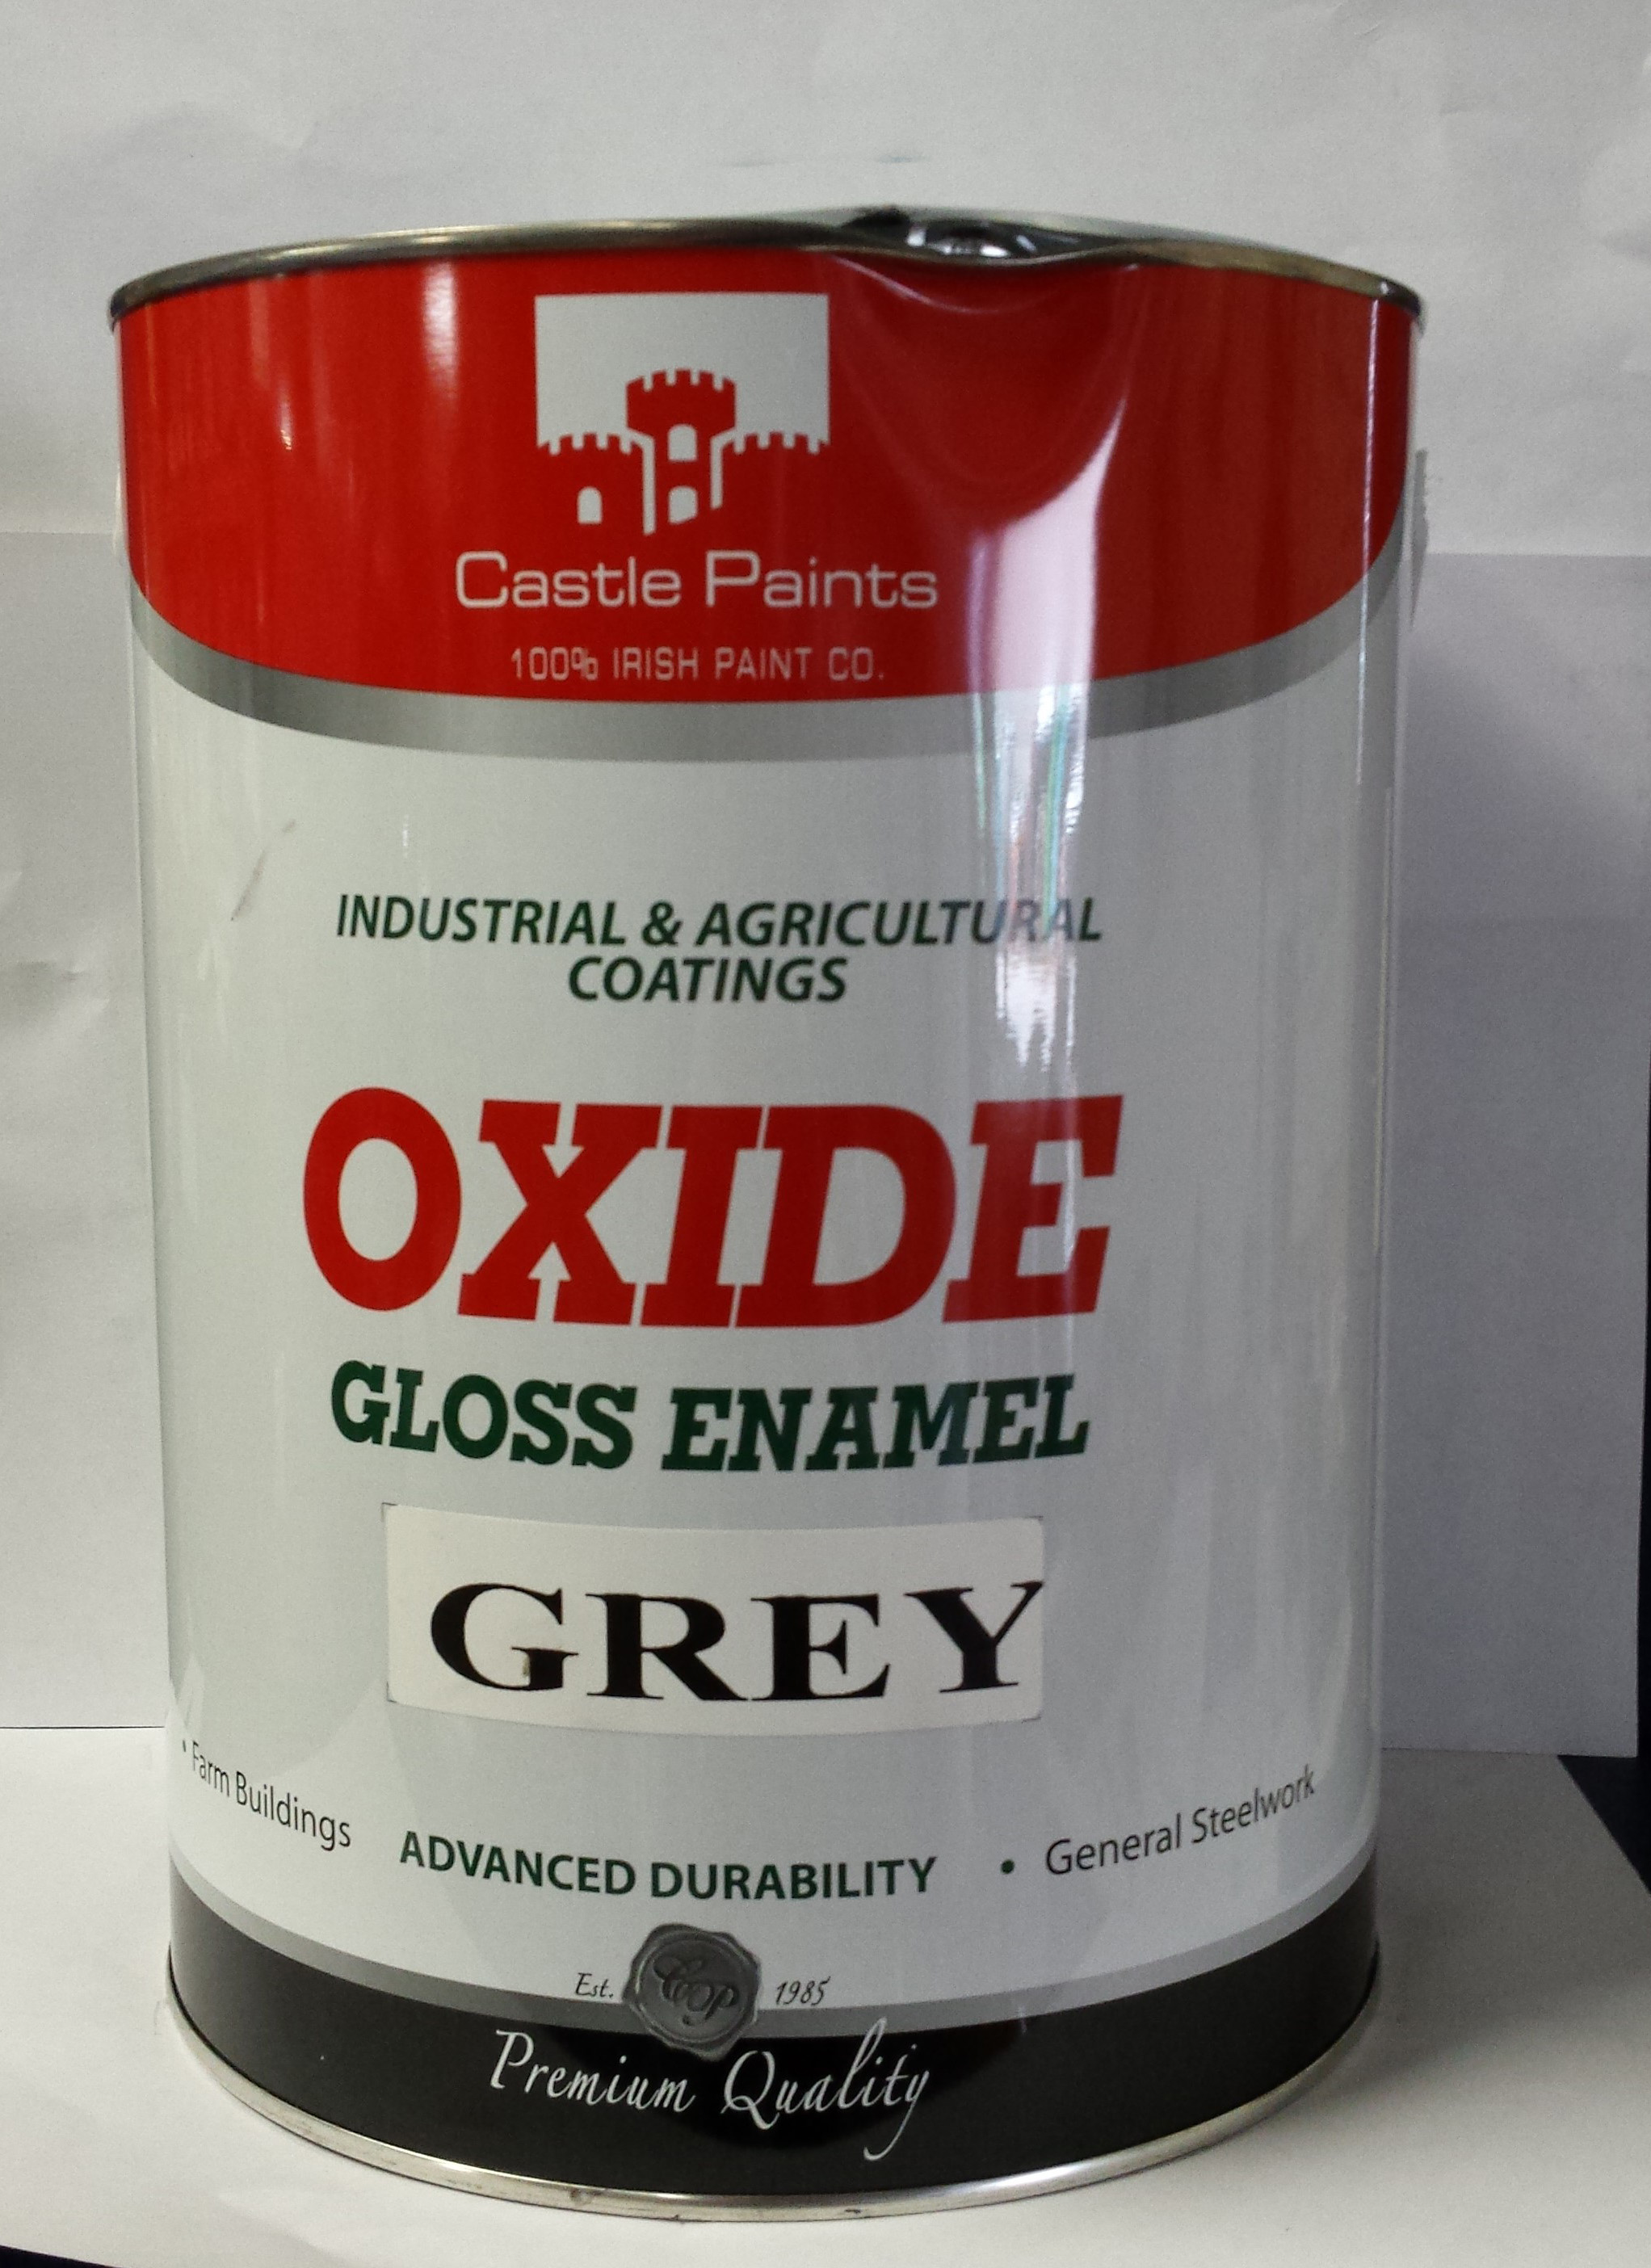 Castle Paints
100% IRISH PAINT CO.
INDUSTRIAL & AGRICULTURAL
COATINGS
OXIDE
GLOSS ENAMEL
GREY
• Farm Buildings
ADVANCED DURABILITY
• General Steelwork
Est. CP 1985
Premium Quality